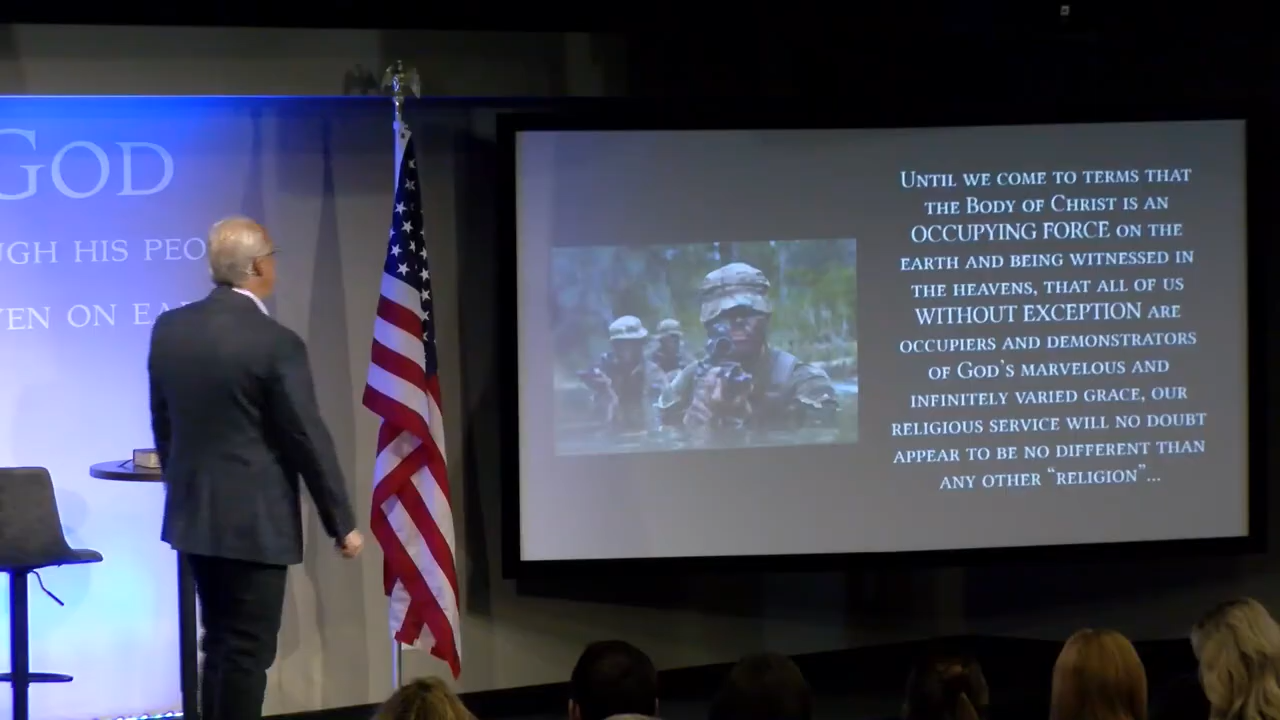 God
his peo
on ea
Until we come to terms that
the Body of Christ is an
OCCUPYING FORCE on the
earth and being witnessed in
the heavens, that all of us
WITHOUT EXCEPTION are
occupiers and demonstrators
of God's marvelous and
infinitely varied grace, our
religious service will no doubt
appear to be no different than
any other “religion”...